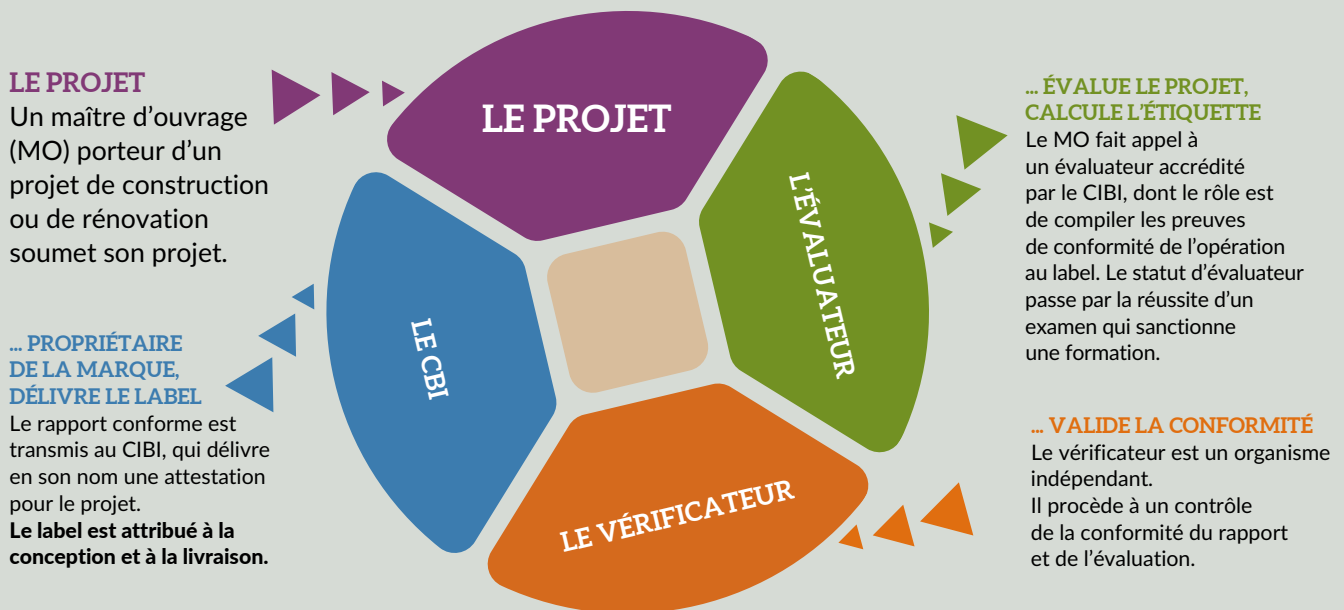 LE PROJET
Un maître d'ouvrage
(MO) porteur d'un
projet de construction
ou de rénovation
soumet son projet.
LE PROJET
L'ÉVALUATEUR
... ÉVALUE LE PROJET,
CALCULE L'ÉTIQUETTE
Le MO fait appel à
un évaluateur accrédité
par le CIBI, dont le rôle est
de compiler les preuves
de conformité de l'opération
au label. Le statut d'évaluateur
passe par la réussite d'un
examen qui sanctionne
une formation.
LE VÉRIFICATEUR
... VALIDE LA CONFORMITÉ
Le vérificateur est un organisme
indépendant.
Il procède à un contrôle
de la conformité du rapport
et de l'évaluation.
LE CBI
... PROPRIÉTAIRE
DE LA MARQUE,
DÉLIVRE LE LABEL
Le rapport conforme est
transmis au CIBI, qui délivre
en son nom une attestation
pour le projet.
Le label est attribué à la
conception et à la livraison.